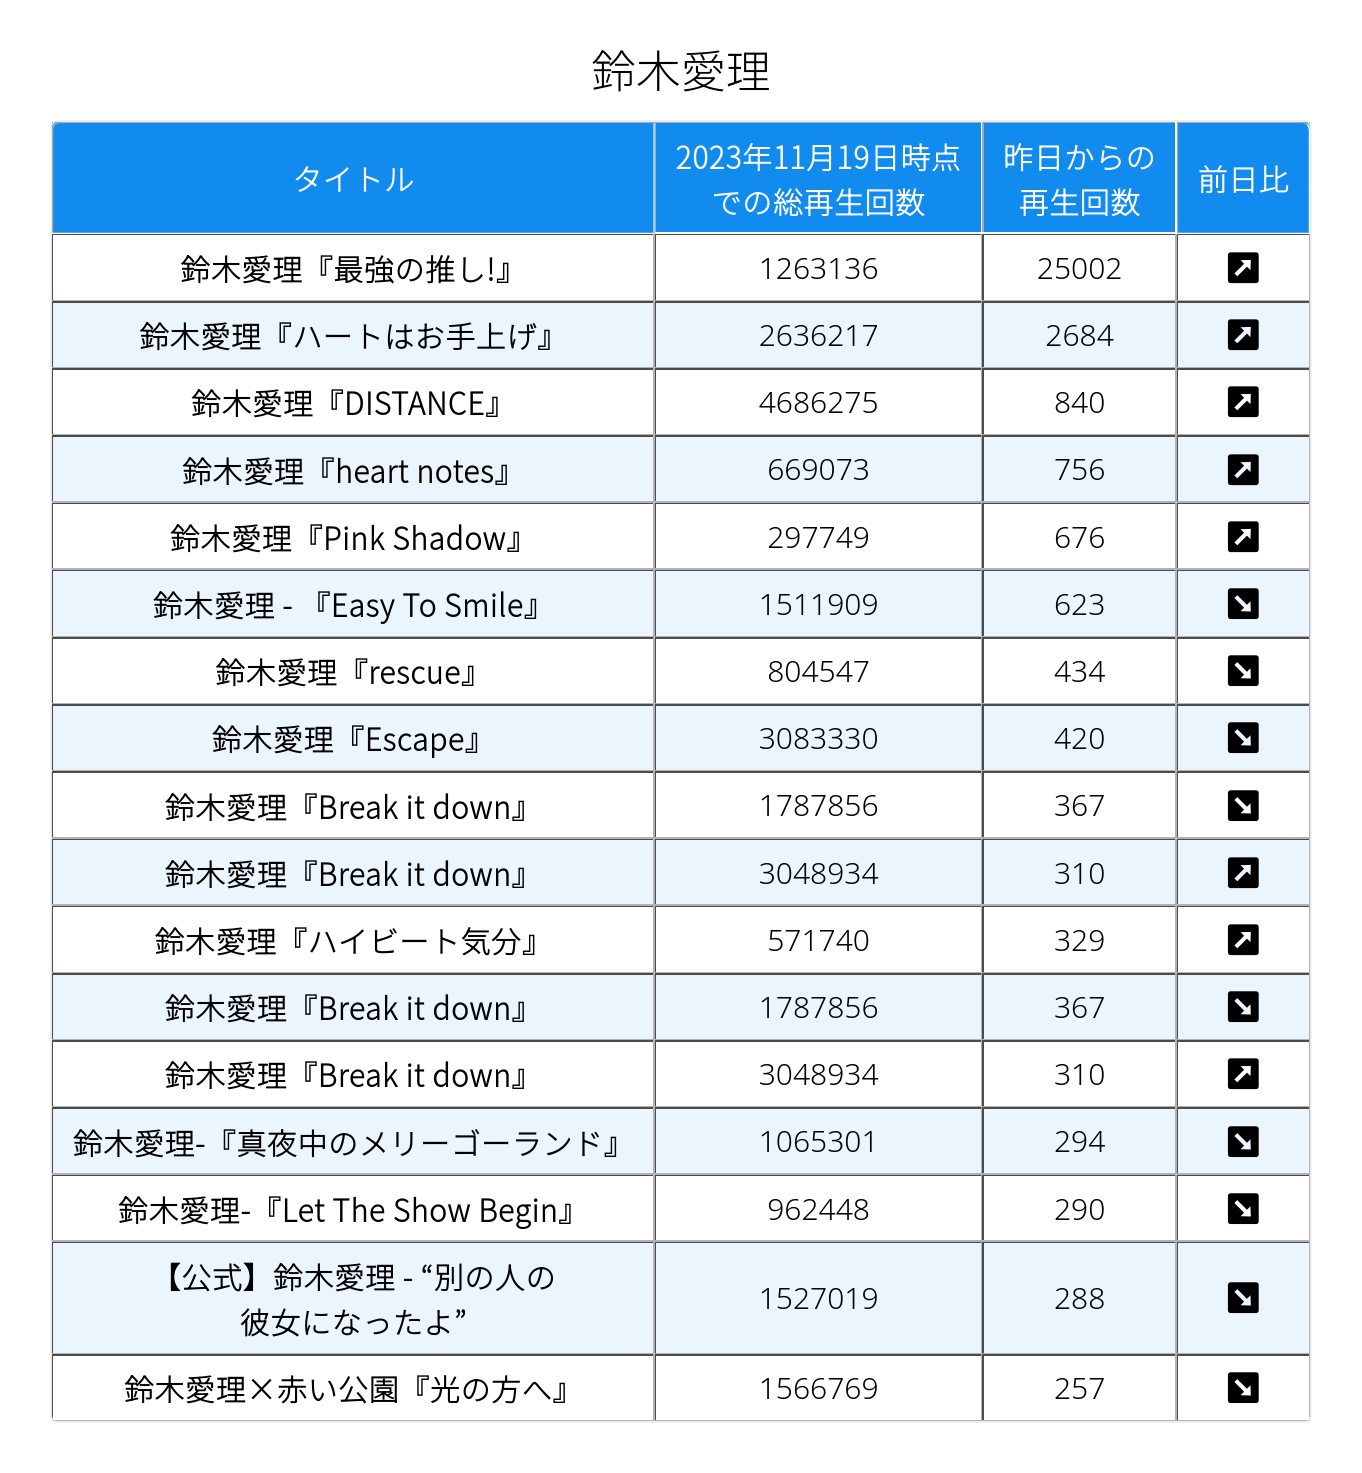 鈴木愛理
タイトル 2023年11月19日時点での総再生回数 昨日からの再生回数 前日比
鈴木愛理『最強の推し!』 1263136 25002 ↗
鈴木愛理『ハートはお手上げ』 2636217 2684 ↗
鈴木愛理『DISTANCE』 4686275 840 ↗
鈴木愛理『heart notes』 669073 756 ↗
鈴木愛理『Pink Shadow』 297749 676 ↗
鈴木愛理 - 『Easy To Smile』 1511909 623 ↘
鈴木愛理『rescue』 804547 434 ↘
鈴木愛理『Escape』 3083330 420 ↘
鈴木愛理『Break it down』 1787856 367 ↘
鈴木愛理『Break it down』 3048934 310 ↗
鈴木愛理『ハイビート気分』 571740 329 ↗
鈴木愛理『Break it down』 1787856 367 ↘
鈴木愛理『Break it down』 3048934 310 ↗
鈴木愛理-『真夜中のメリーゴーランド』 1065301 294 ↘
鈴木愛理-『Let The Show Begin』 962448 290 ↘
【公式】鈴木愛理 - “別の人の
彼女になったよ” 1527019 288 ↘
鈴木愛理×赤い公園『光の方へ』 1566769 257 ↘